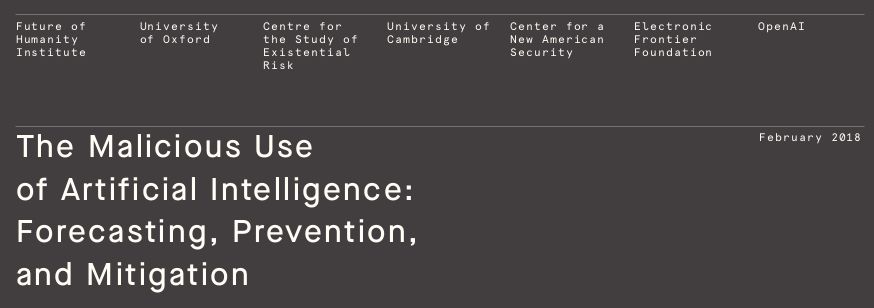 Future of
Humanity
Institute
University
of Oxford
Centre for
the Study of
Existential
Risk
University of
Cambridge
Center for a
New American
Security
Electronic
Frontier
Foundation
OpenAI
February 2018
The Malicious Use
of Artificial Intelligence:
Forecasting, Prevention,
and Mitigation